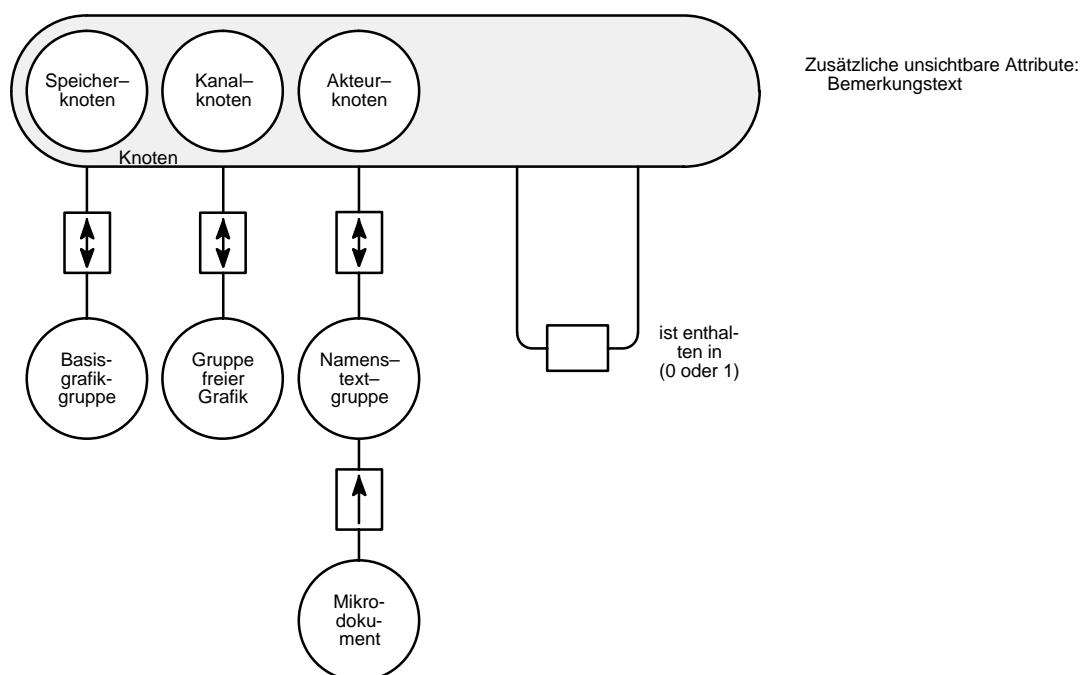 Speicher–
knoten
Kanal–
knoten
Akteur–
knoten
Zusätzliche unsichtbare Attribute:
Bemerkungstext
Knoten
Basis-
grafik-
gruppe
Gruppe
freier
Grafik
Namens–
text–
gruppe
ist enthal-
ten in
(0 oder 1)
Mikro-
doku-
ment